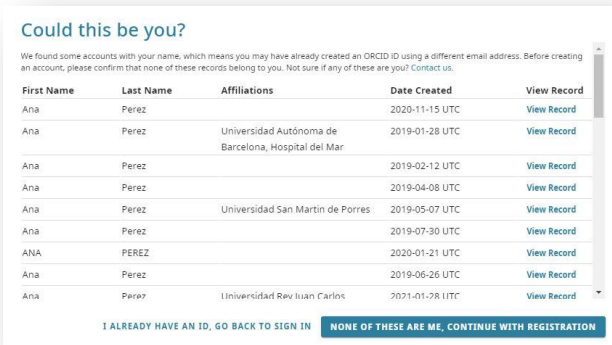 Could this be you?
We found some accounts with your name, which means you may have already created an ORCID iD using a different email address. Before creating
an account, please confirm that none of these records belong to you. Not sure if any of these are you? Contact us.
First Name Last Name Affiliations Date Created View Record
Ana Perez 2020-11-15 UTC View Record
Ana Perez Universidad Autónoma de 2019-01-28 UTC View Record
Barcelona, Hospital del Mar
Ana Perez 2019-02-12 UTC View Record
Ana Perez 2019-04-08 UTC View Record
Ana Perez Universidad San Martin de Porres 2019-05-07 UTC View Record
Ana Perez 2019-07-30 UTC View Record
ANA PEREZ 2020-01-21 UTC View Record
Ana Perez 2019-06-26 UTC View Record
Ana Perez Universidad Rey Juan Carlos 2021-01-28 UTC View Record
I ALREADY HAVE AN ID, GO BACK TO SIGN IN NONE OF THESE ARE ME, CONTINUE WITH REGISTRATION